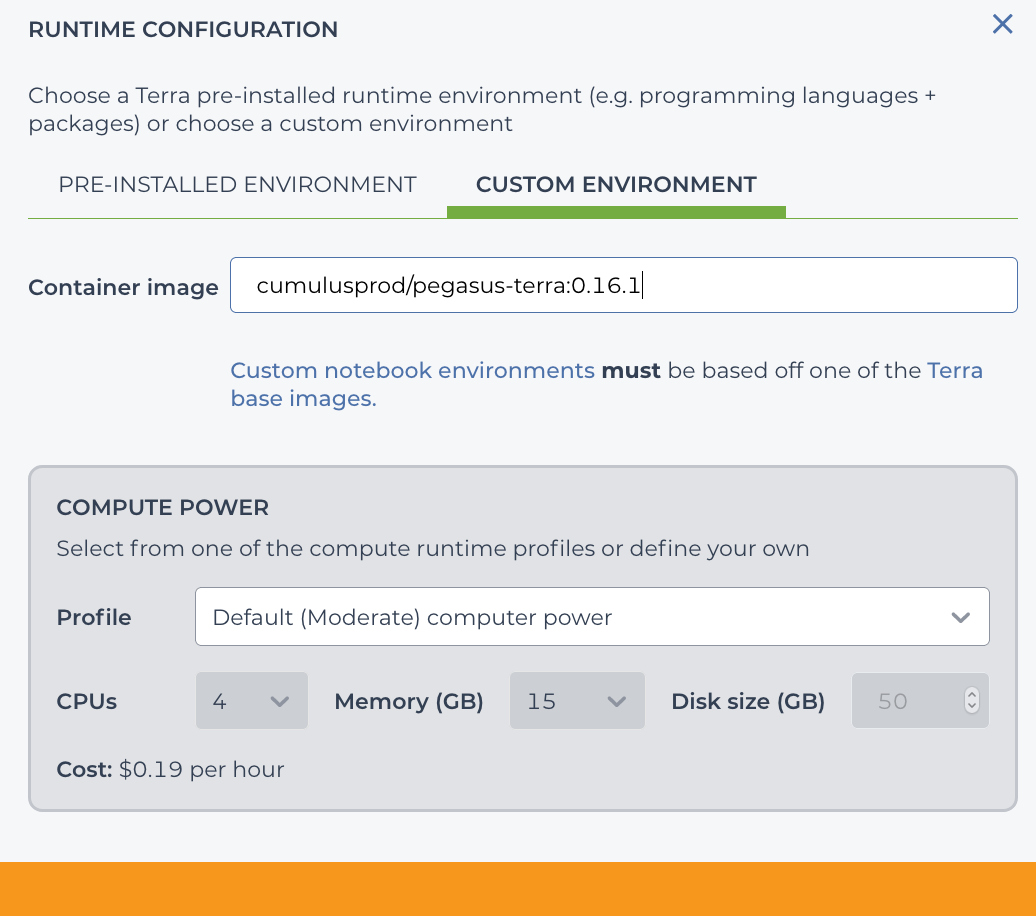 RUNTIME CONFIGURATION
Choose a Terra pre-installed runtime environment (e.g. programming languages +
packages) or choose a custom environment
PRE-INSTALLED ENVIRONMENT CUSTOM ENVIRONMENT
Container image cumulusprod/pegasus-terra:0.16.1
Custom notebook environments must be based off one of the Terra
base images.
COMPUTE POWER
Select from one of the compute runtime profiles or define your own
Profile Default (Moderate) computer power
CPUs 4 Memory (GB) 15 Disk size (GB) 50
Cost: $0.19 per hour